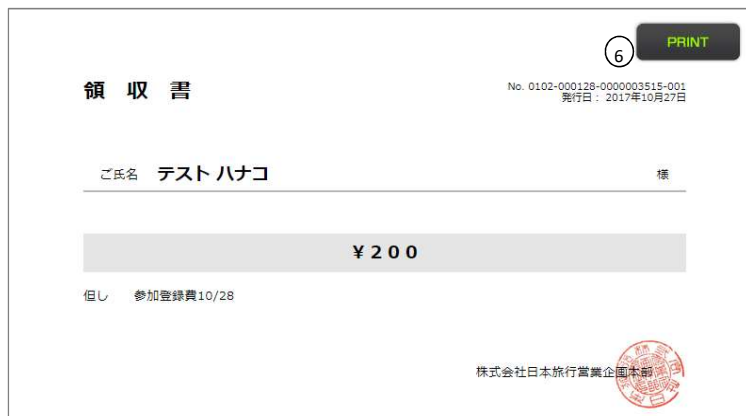 PRINT
6
領 収 書
No. 0102-000128-0000003515-001
発行日： 2017年10月27日
ご氏名 テスト ハナコ 様
￥２００
但し 参加登録費10/28
株式会社日本旅行営業企画本部